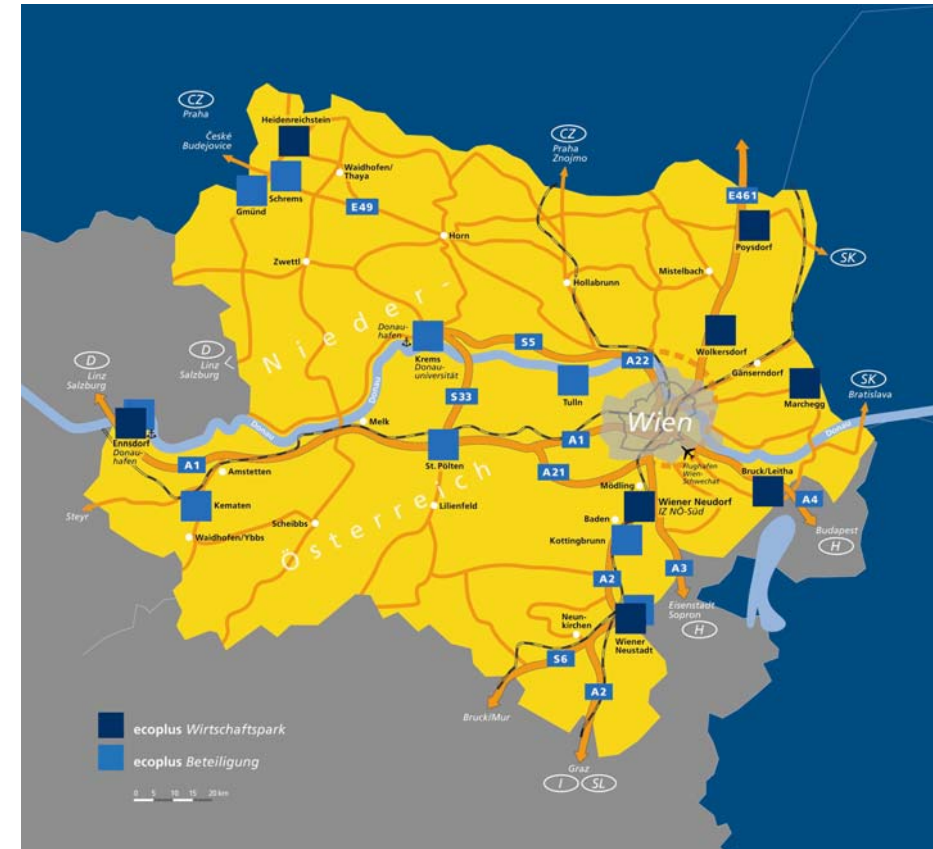 CZ
Praha
České
Budejovice
Heidenreichstein
Waidhofen/
Thaya
Schrems
Gmünd
E49
Horn
Zwettl
CZ
Praha
Znojmo
Hollabrunn
Mistelbach
E461
Poysdorf
SK
Nieder-
Österreich
D
Linz
Salzburg
D
Linz
Salzburg
Donau-
hafen
Krems
Donau-
universität
S5
S33
A22
Wolkersdorf
Gänserndorf
Marchegg
SK
Bratislava
Tulln
Wien
Donau
Donau
Donau
Ennsdorf
Donau-
hafen
A1
Amstetten
Melk
St. Pölten
A1
A21
Flughafen
Wien-
Schwechat
Bruck/Leitha
A4
Budapest
H
Mödling
Wiener Neudorf
IZ NÖ-Süd
Steyr
Kematen
Waidhofen/Ybbs
Scheibbs
Lilienfeld
Baden
Kottingbrunn
A2
A3
Eisenstadt
Sopron
H
Neun-
kirchen
Wiener
Neustadt
S6
A2
Bruck/Mur
Graz
I
SL
ecoplus Wirtschaftspark
ecoplus Beteiligung
0 5 10 15 20 km